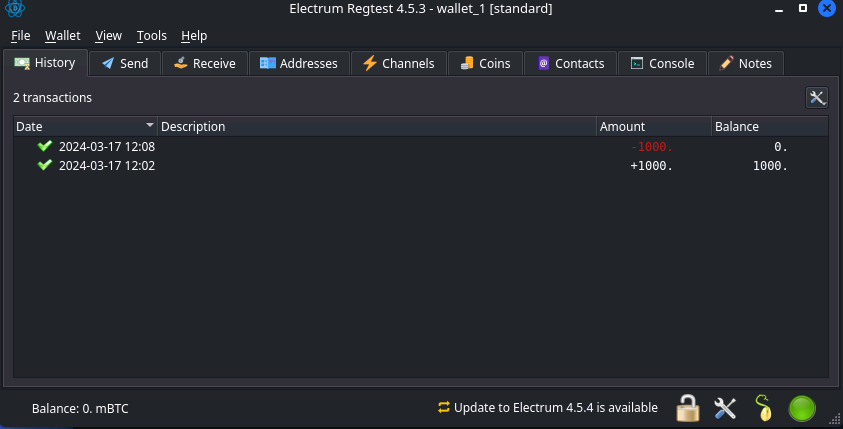 Electrum Regtest 4.5.3 - wallet_1 [standard]
File Wallet View Tools Help
History Send Receive Addresses Channels Coins Contacts Console Notes
2 transactions
Date Description Amount Balance
2024-03-17 12:08 -1000. 0.
2024-03-17 12:02 +1000. 1000.
Balance: 0. mBTC Update to Electrum 4.5.4 is available